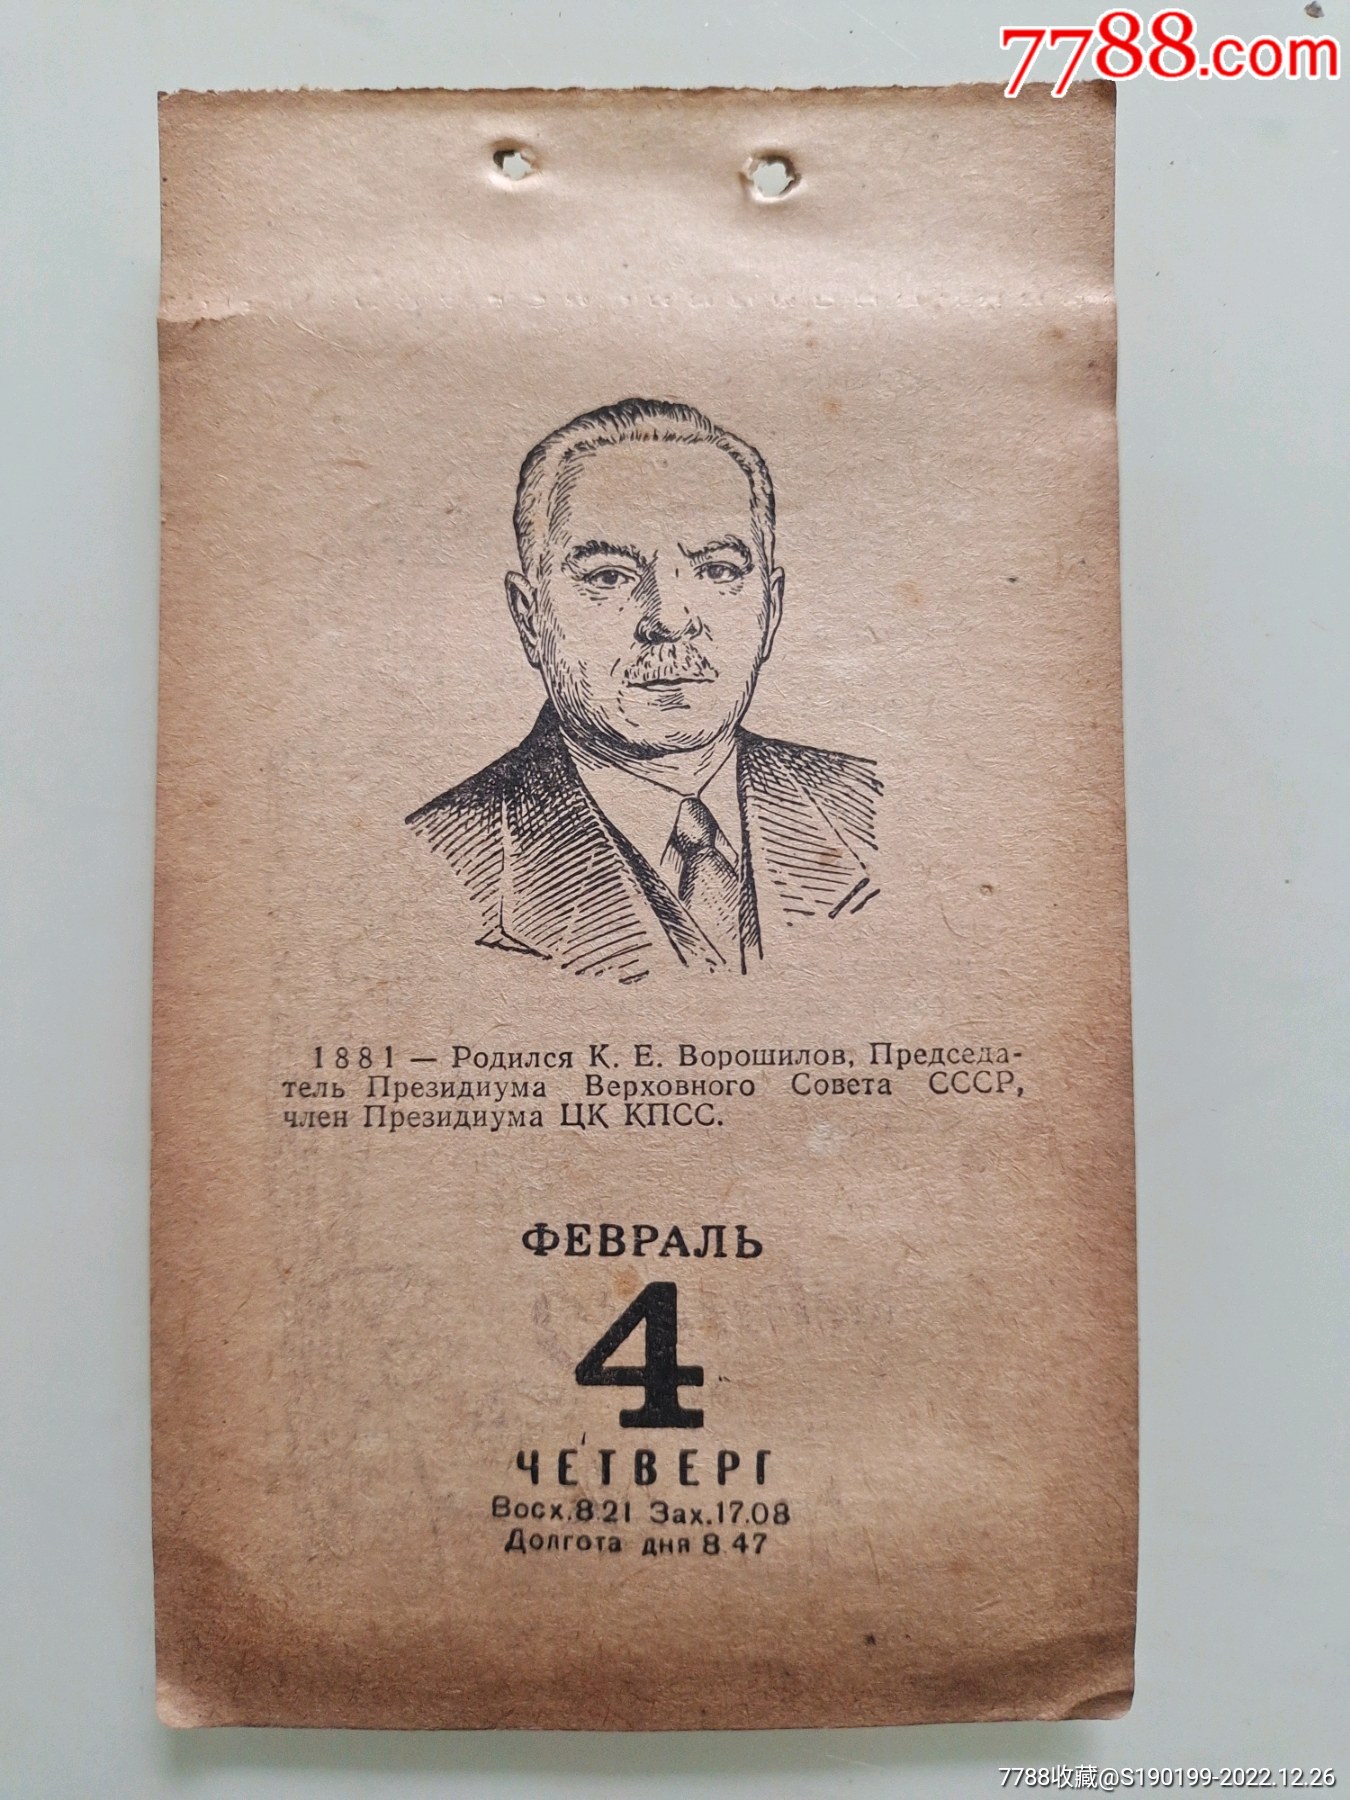 7788.com
1881 — Родился К. Е. Ворошилов, Председа-
тель Президиума Верховного Совета СССР,
член Президиума ЦК КПСС.
ФЕВРАЛЬ
4
ЧЕТВЕРГ
Восх.8.21 Зах.17.08
Долгота дня 8.47
7788收藏@S190199-2022.12.26